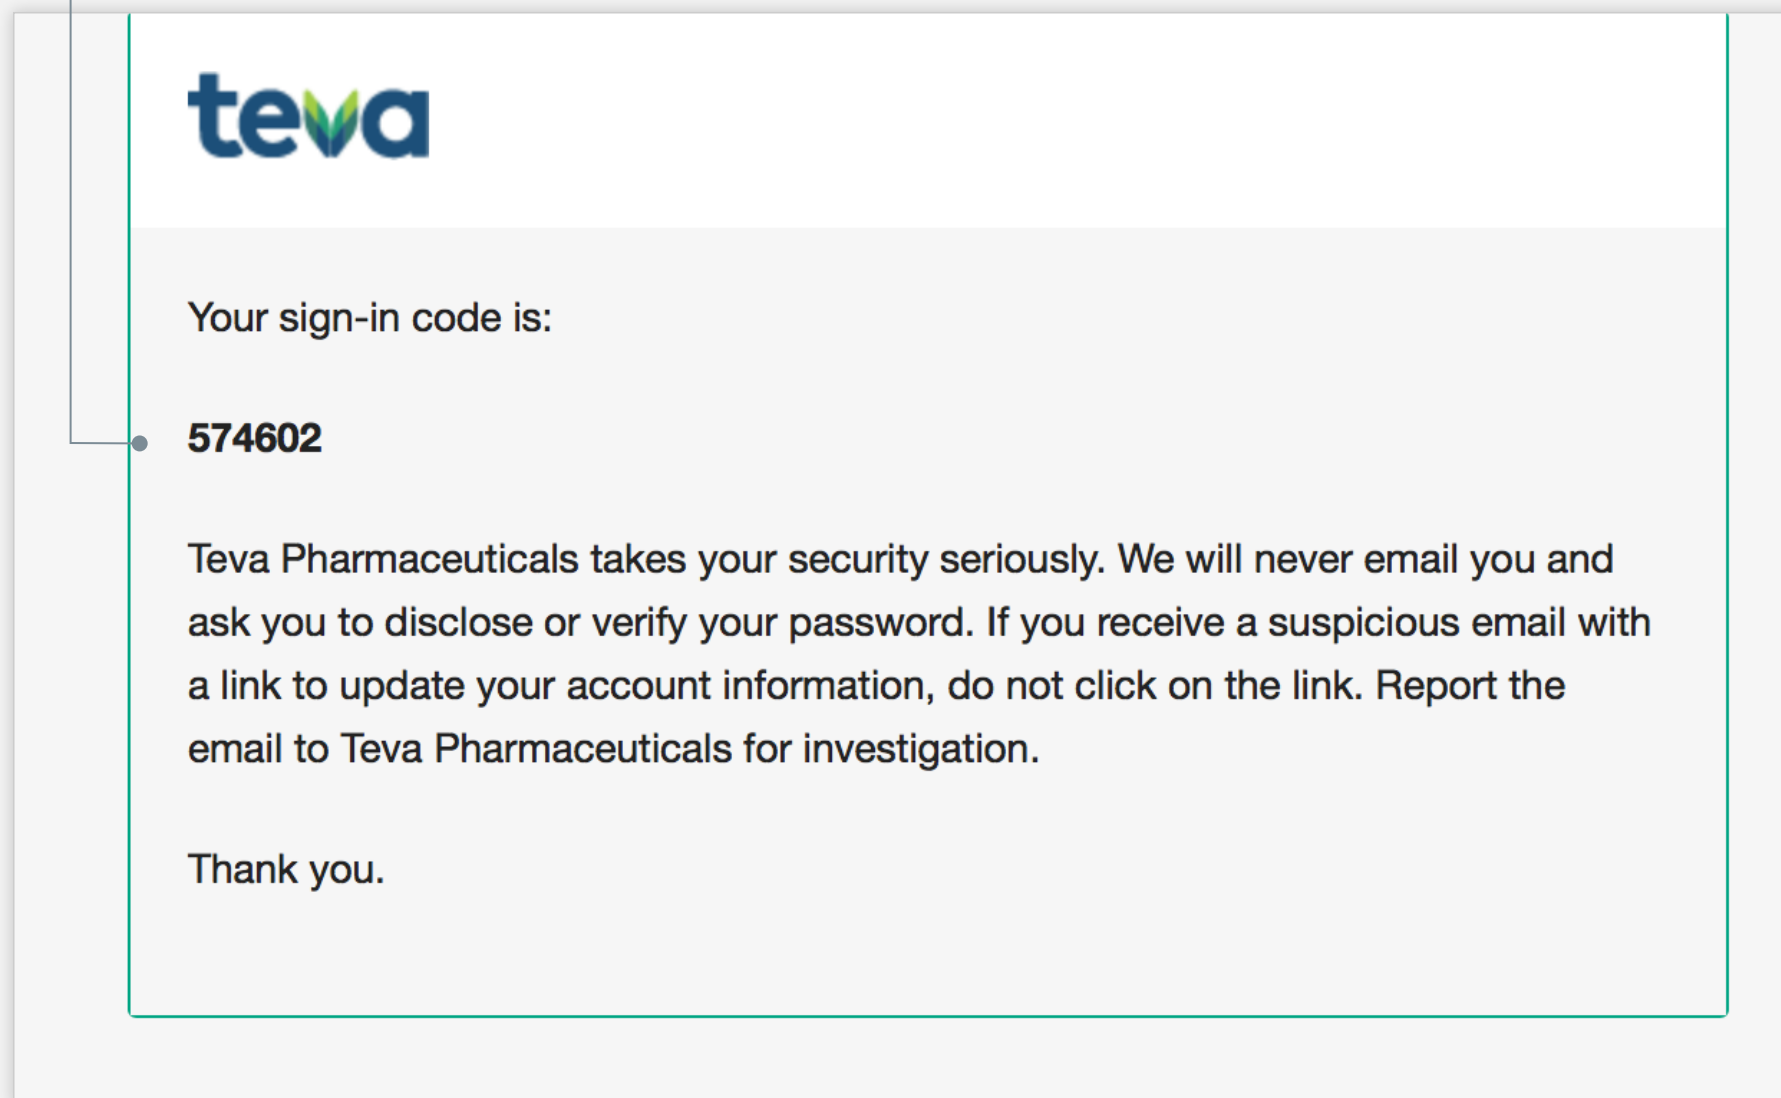 teva
Your sign-in code is:
574602
Teva Pharmaceuticals takes your security seriously. We will never email you and
ask you to disclose or verify your password. If you receive a suspicious email with
a link to update your account information, do not click on the link. Report the
email to Teva Pharmaceuticals for investigation.
Thank you.